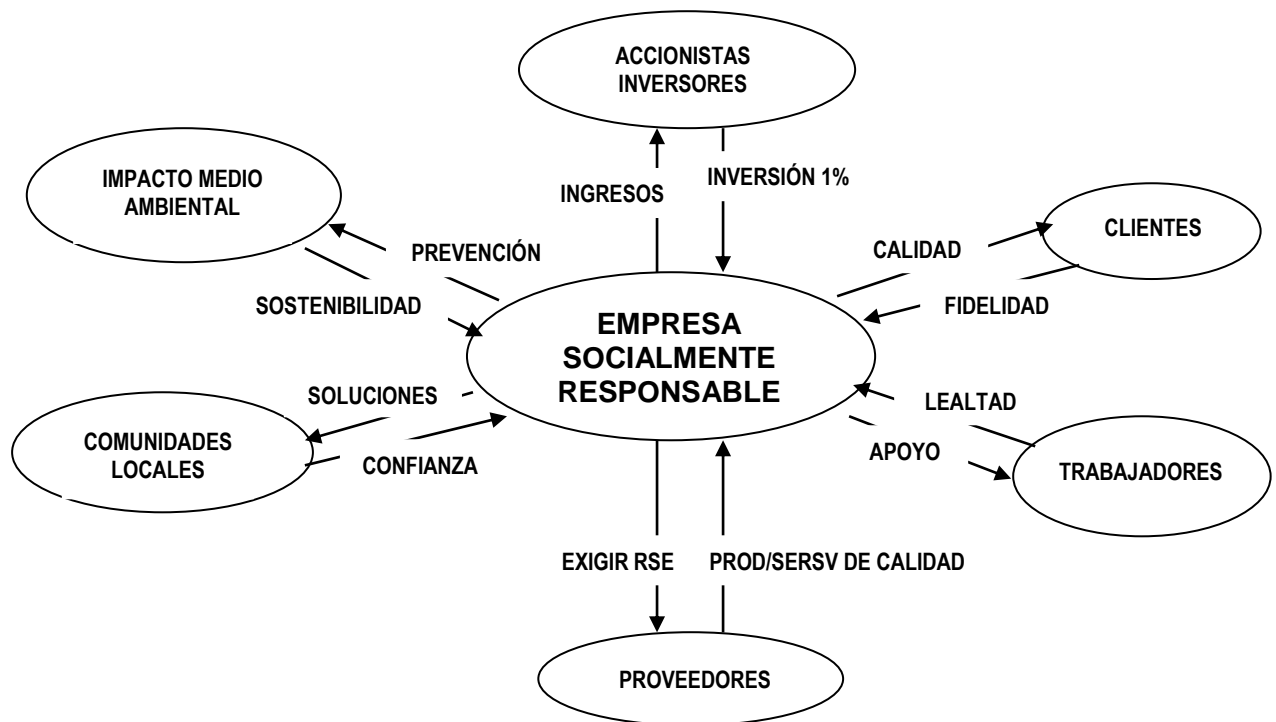 ACCIONISTAS
INVERSORES
IMPACTO MEDIO
AMBIENTAL
INGRESOS
INVERSIÓN 1%
CLIENTES
PREVENCIÓN
CALIDAD
SOSTENIBILIDAD
FIDELIDAD
EMPRESA
SOCIALMENTE
RESPONSABLE
SOLUCIONES
LEALTAD
COMUNIDADES
LOCALES
CONFIANZA
APOYO
TRABAJADORES
EXIGIR RSE
PROD/SERSV DE CALIDAD
PROVEEDORES